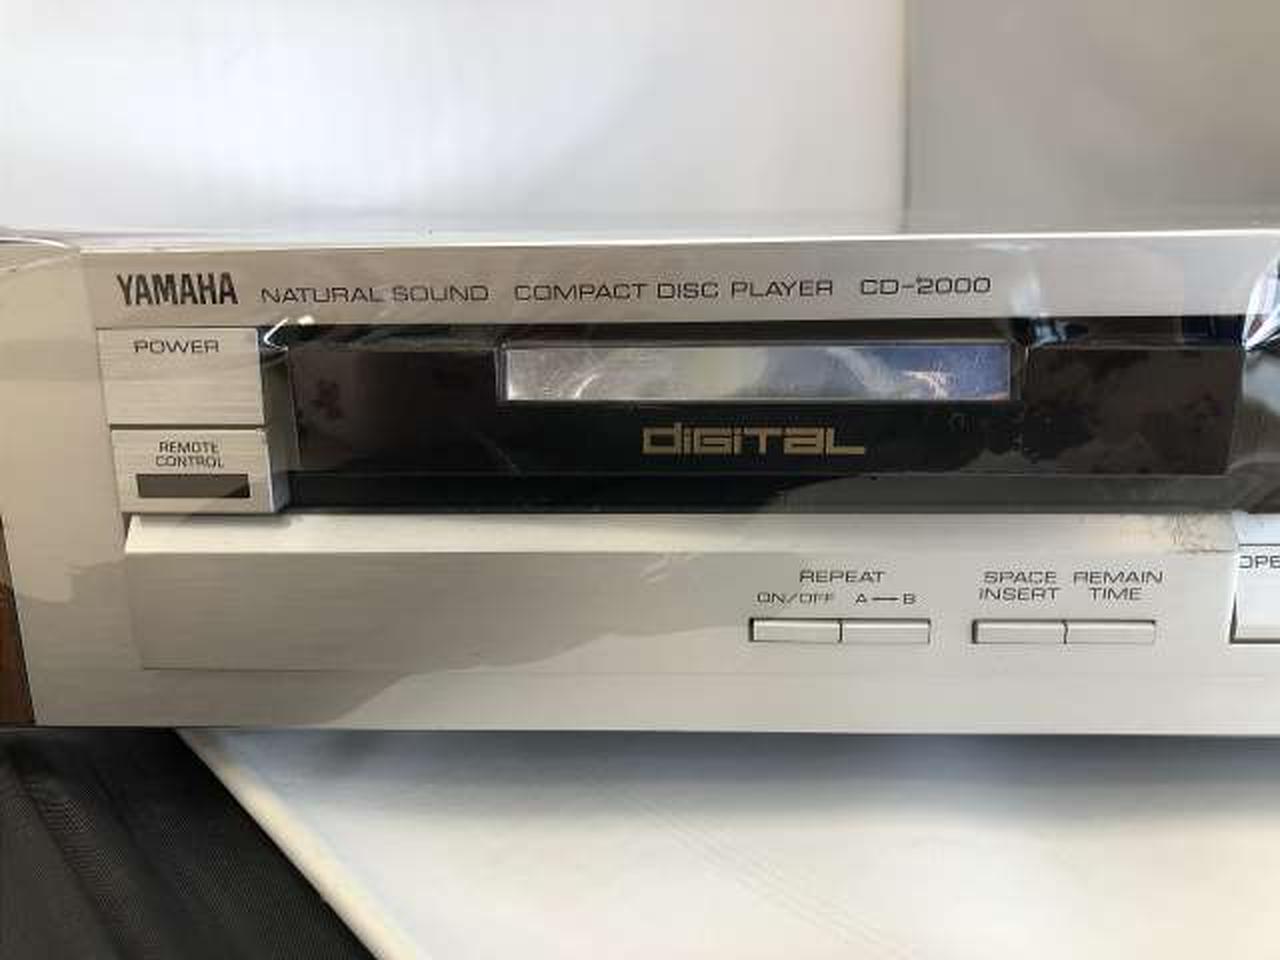 YAMAHA NATURAL SOUND COMPACT DISC PLAYER CD-2000
POWER
REMOTE
CONTROL
DIGITAL
REPEAT
ON/OFF A—B
SPACE INSERT
REMAIN TIME